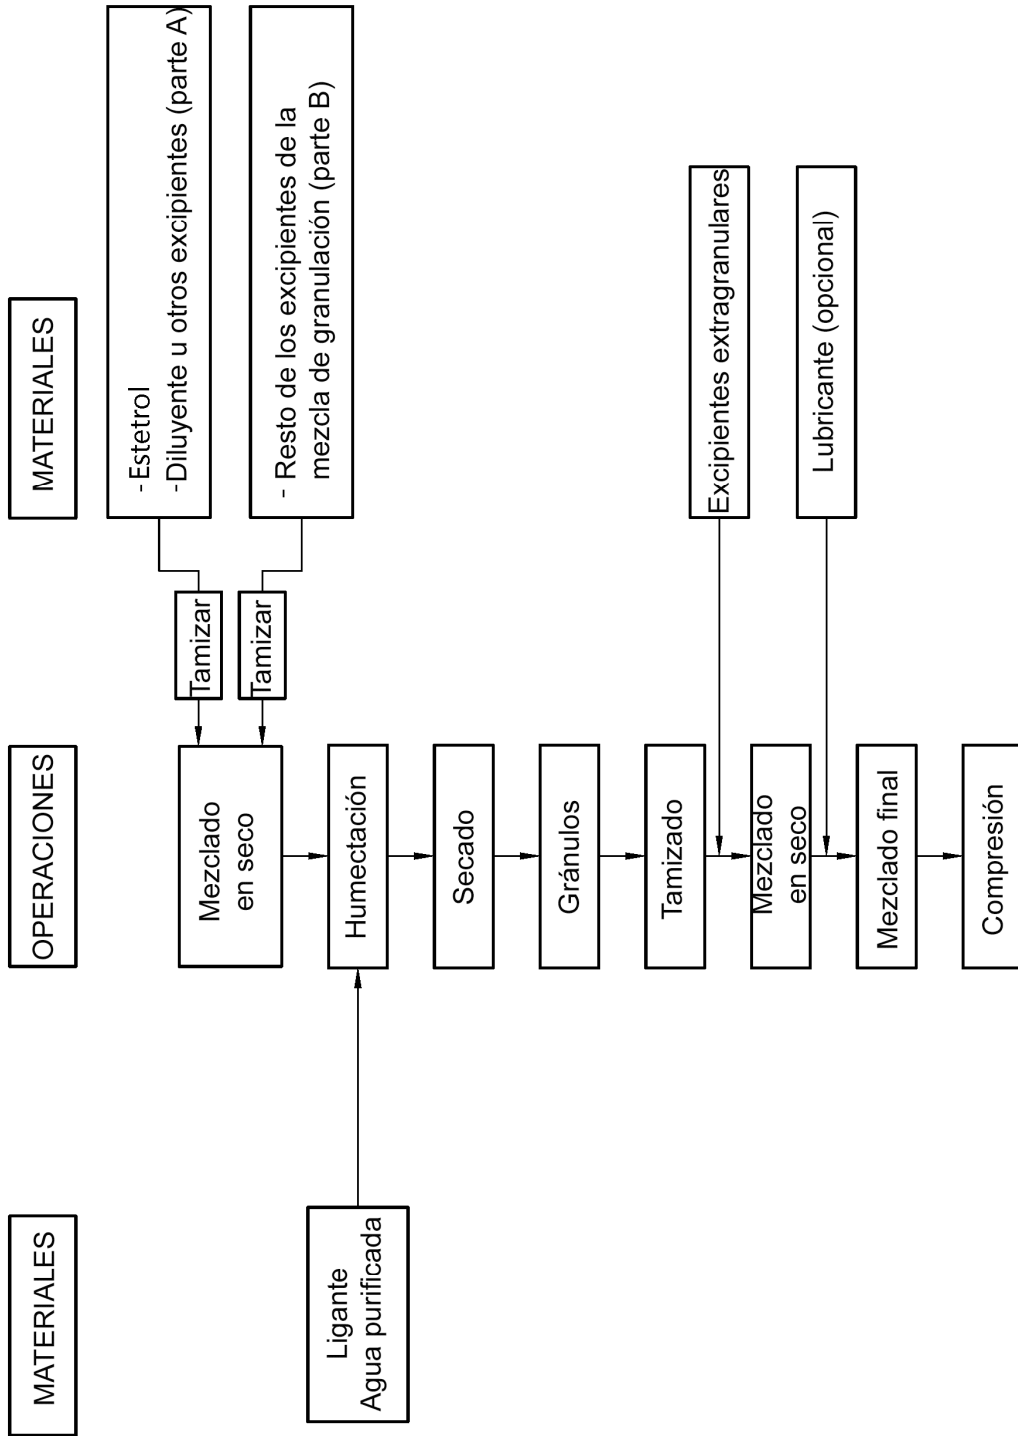 MATERIALES
OPERACIONES
MATERIALES
- Estetrol
-Diluyente u otros excipientes (parte A)
Tamizar
- Resto de los excipientes de la
mezcla de granulación (parte B)
Tamizar
Mezclado
en seco
Ligante
Agua purificada
Humectación
Secado
Gránulos
Tamizado
Excipientes extragranulares
Mezclado
en seco
Lubricante (opcional)
Mezclado final
Compresión